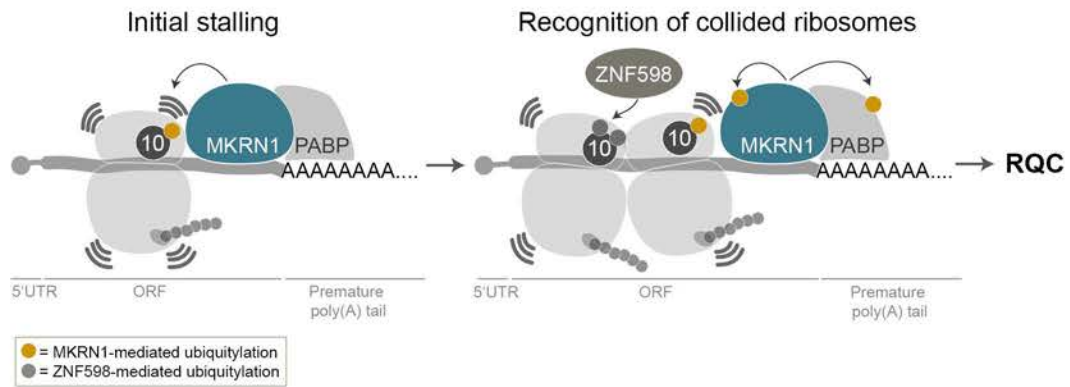 Initial stalling
10
MKRN1
PABP
AAAAAAAA....
5'UTR
ORF
Premature
poly(A) tail
Recognition of collided ribosomes
ZNF598
10
10
MKRN1
PABP
AAAAAAAA....
RQC
5'UTR
ORF
Premature
poly(A) tail
= MKRN1-mediated ubiquitylation
= ZNF598-mediated ubiquitylation